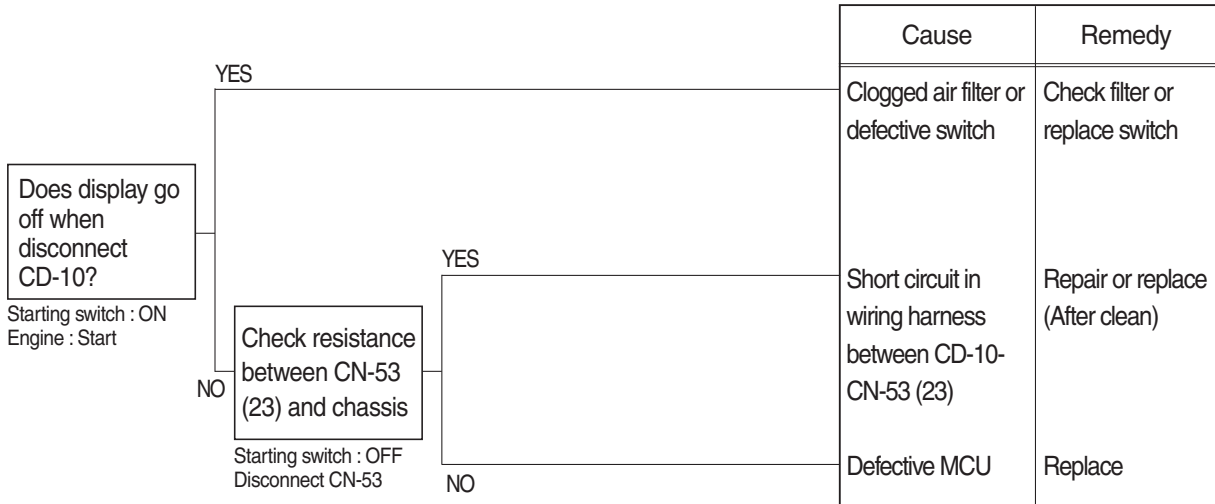 Cause
Remedy
YES
Clogged air filter or
defective switch
Check filter or
replace switch
Does display go
off when
disconnect
CD-10?
Starting switch : ON
Engine : Start
YES
Short circuit in
wiring harness
between CD-10-
CN-53 (23)
Repair or replace
(After clean)
NO
Check resistance
between CN-53
(23) and chassis
Starting switch : OFF
Disconnect CN-53
NO
Defective MCU
Replace